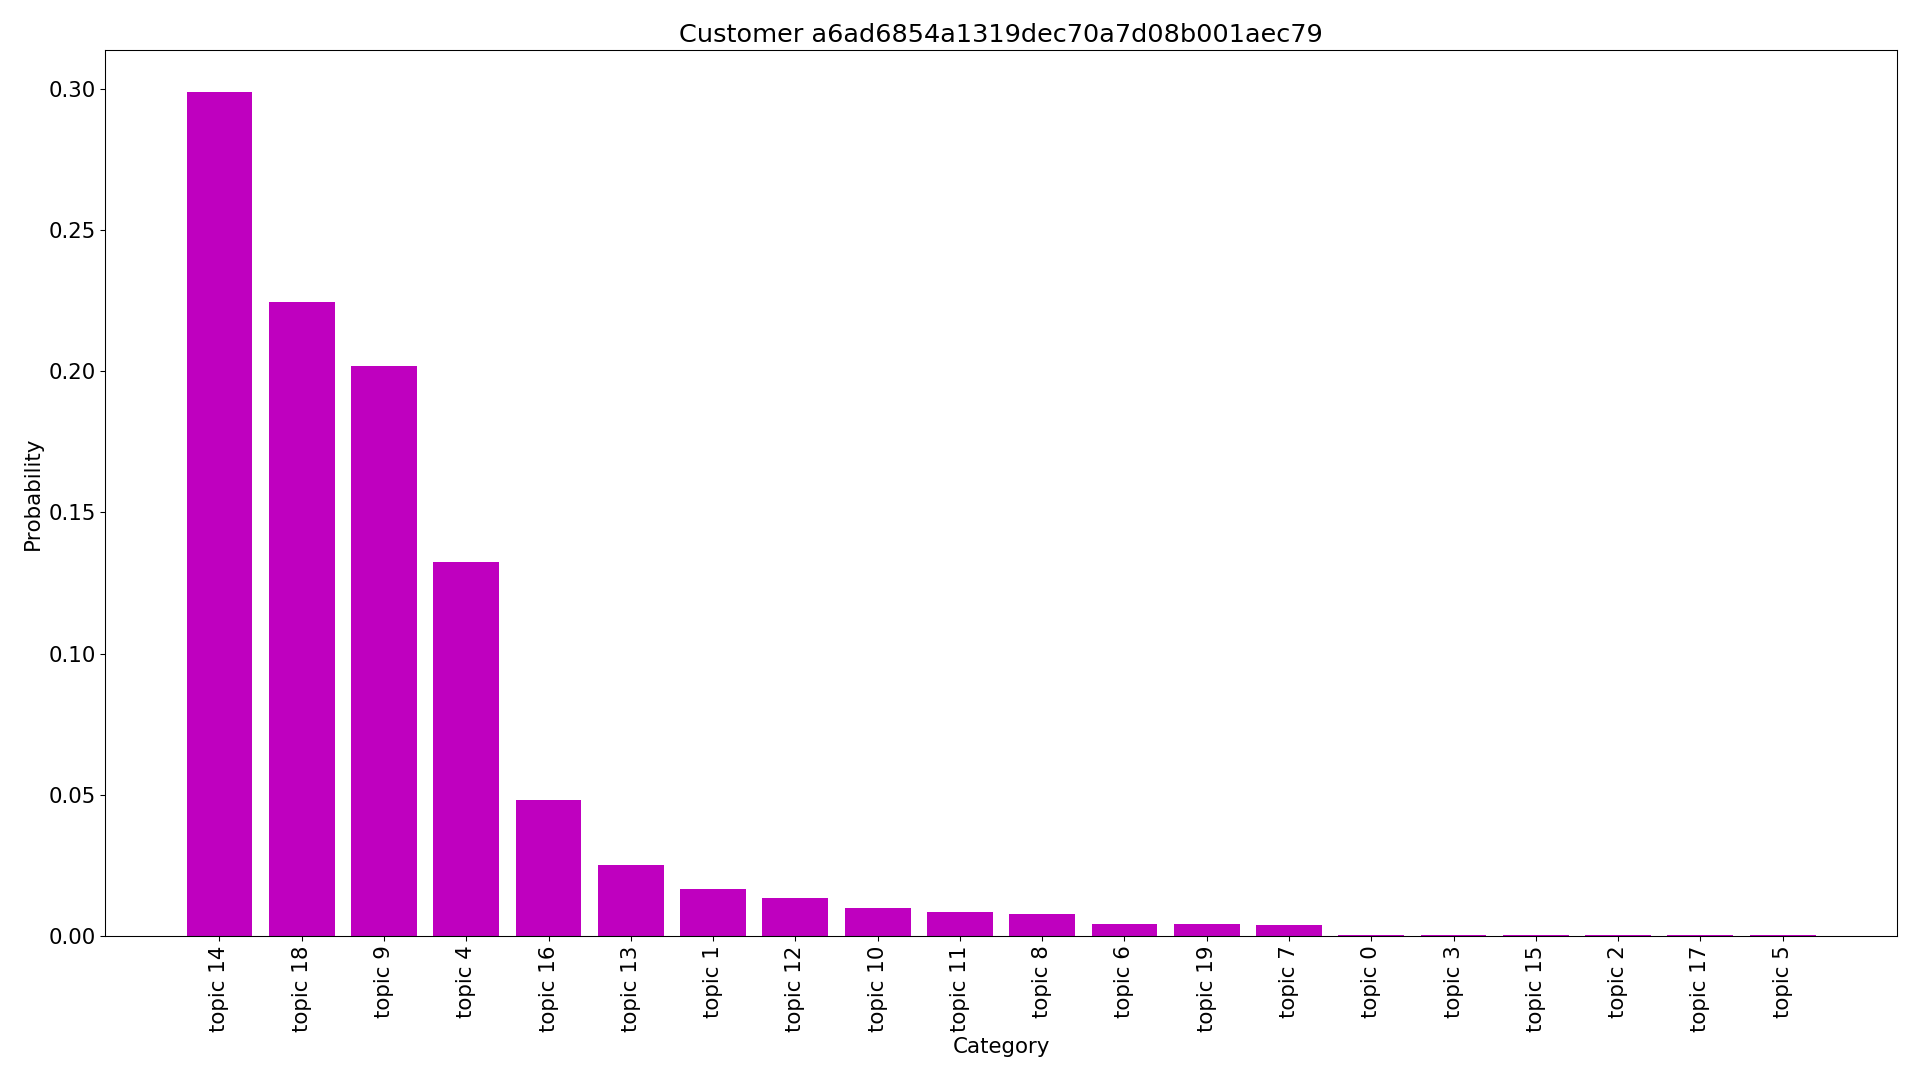 Customer a6ad6854a1319dec70a7d08b001aec79
0.30
0.25
0.20
0.15
0.10
0.05
0.00
Probability
topic 14
topic 18
topic 9
topic 4
topic 16
topic 13
topic 1
topic 12
topic 10
topic 11
topic 8
topic 6
topic 19
topic 7
topic 0
topic 3
topic 15
topic 2
topic 17
topic 5
Category